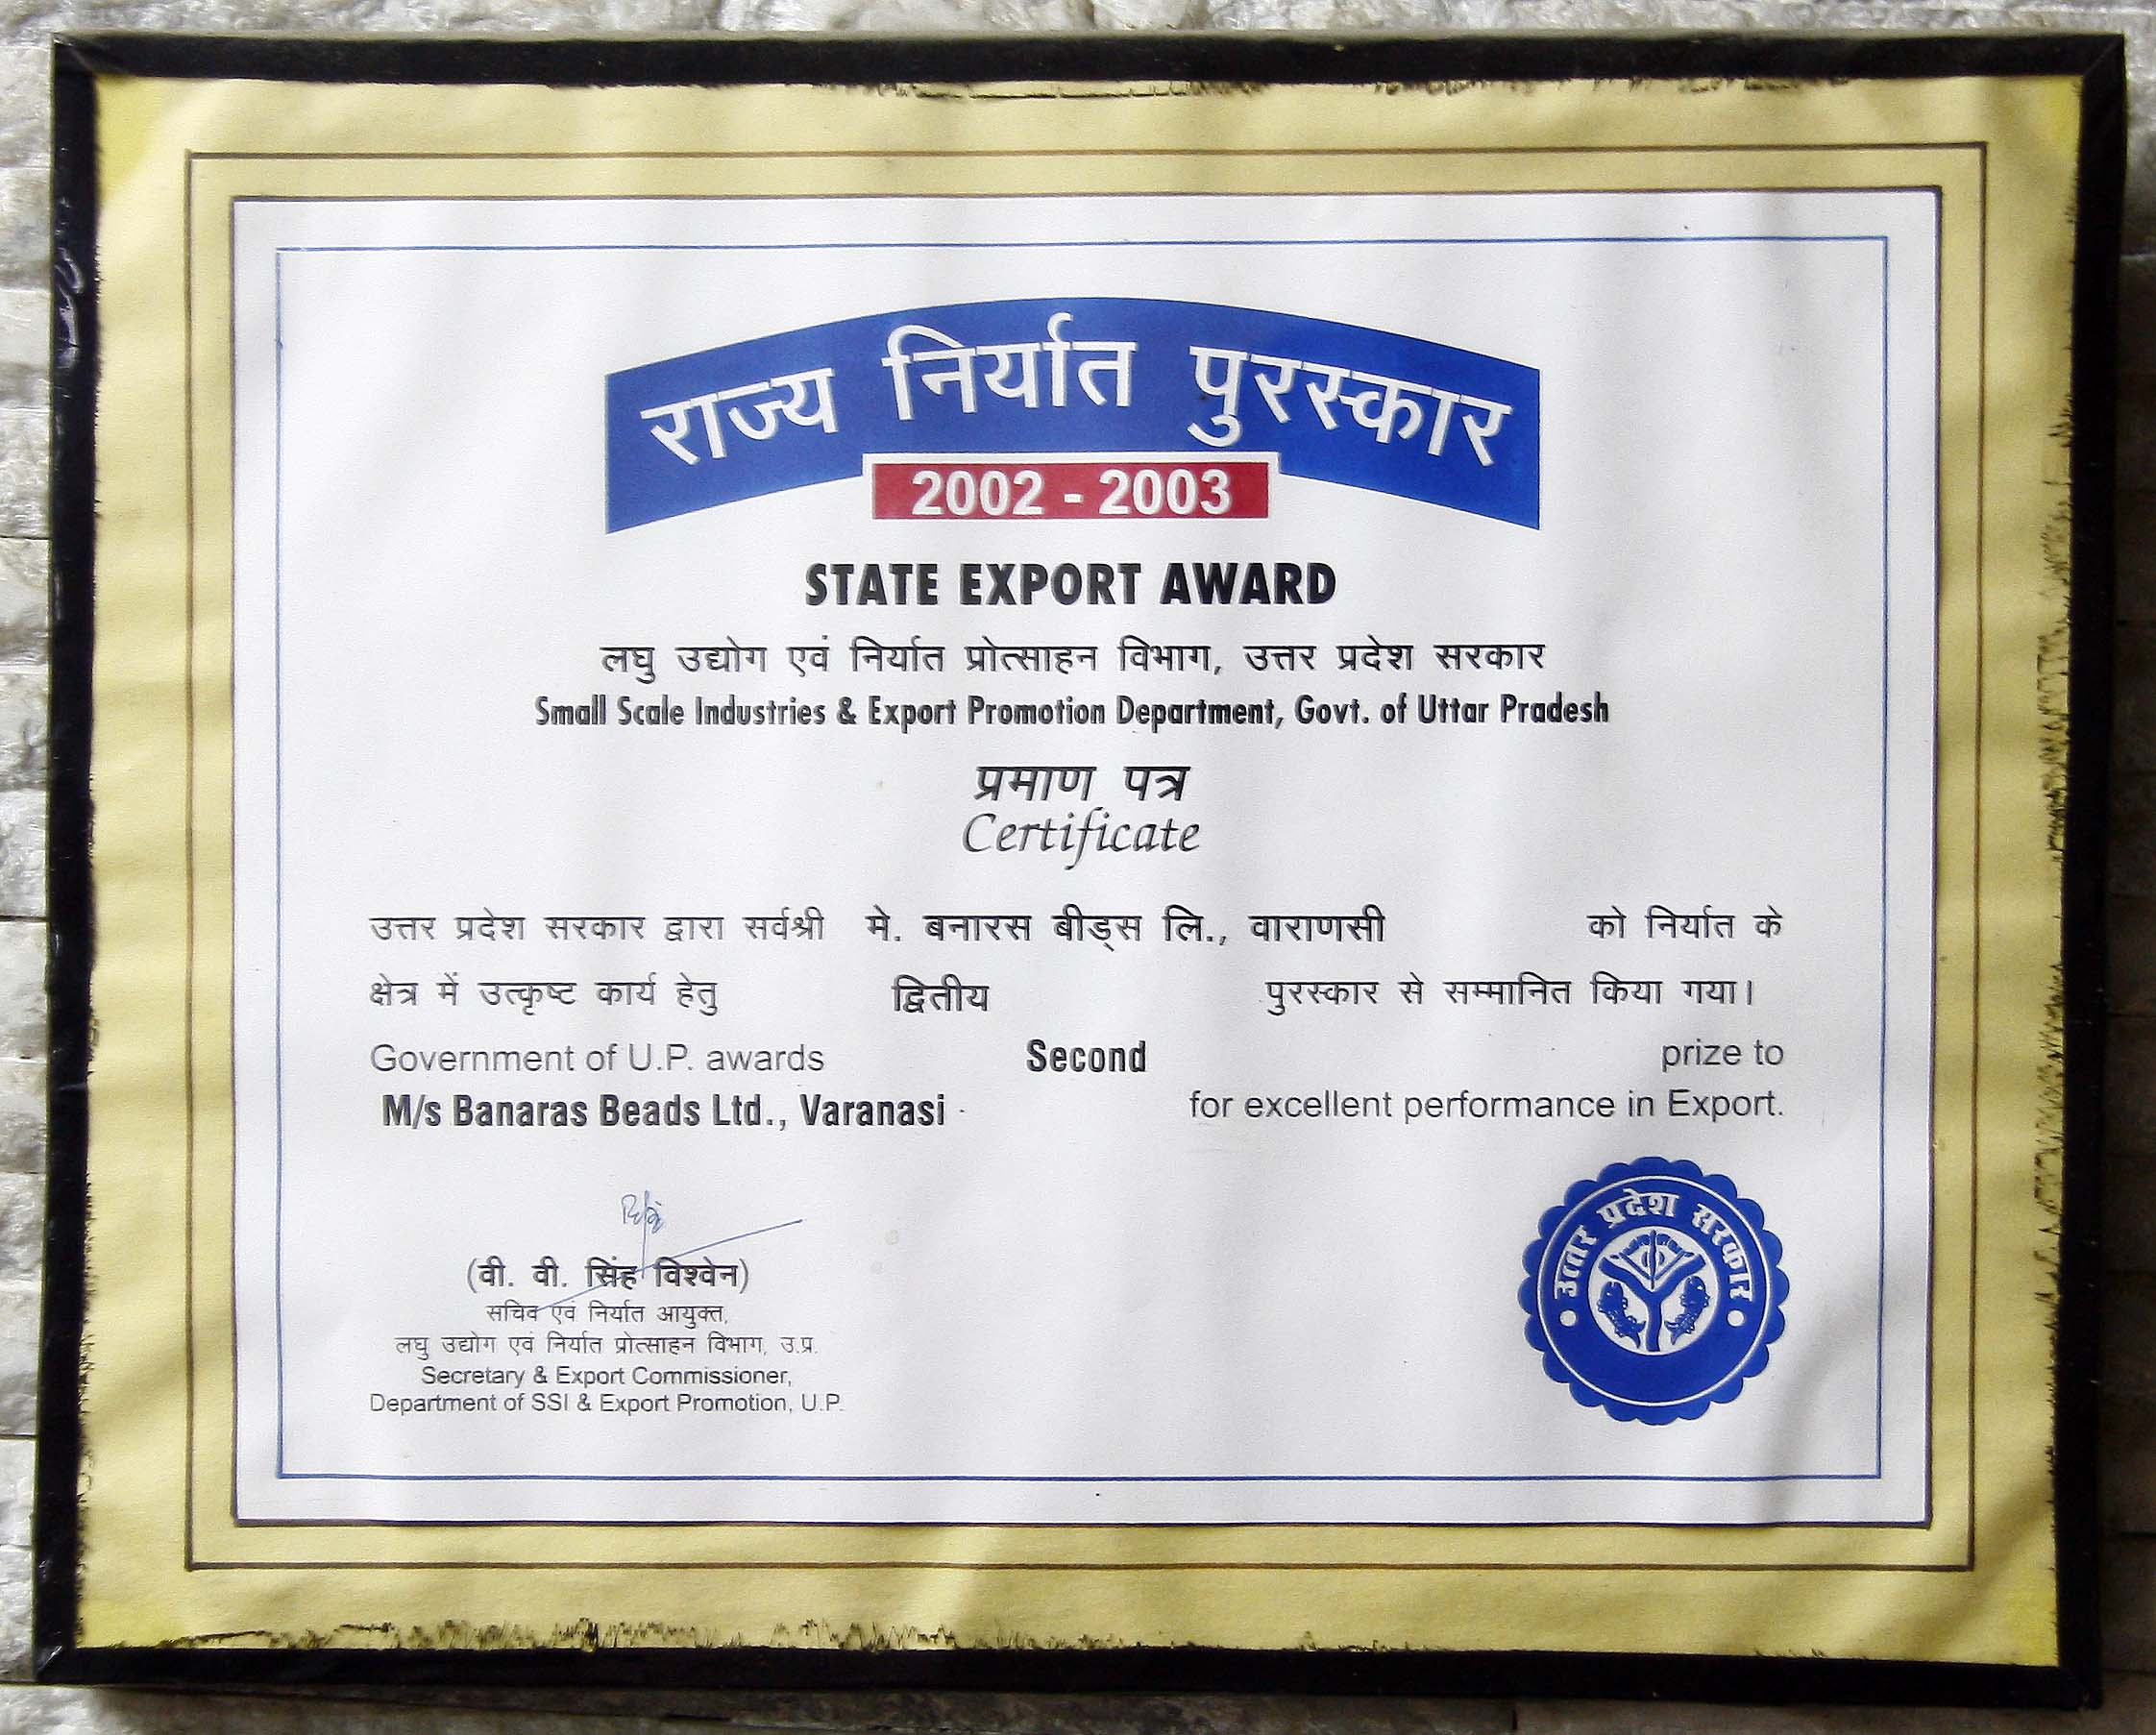 राज्य निर्यात पुरस्कार
2002 - 2003
STATE EXPORT AWARD
लघु उद्योग एवं निर्यात प्रोत्साहन विभाग, उत्तर प्रदेश सरकार
Small Scale Industries & Export Promotion Department, Govt. of Uttar Pradesh
प्रमाण पत्र
Certificate
उत्तर प्रदेश सरकार द्वारा सर्वश्री मे. बनारस बीड्स लि., वाराणसी को निर्यात के
क्षेत्र में उत्कृष्ट कार्य हेतु द्वितीय पुरस्कार से सम्मानित किया गया।
Government of U.P. awards Second prize to
M/s Banaras Beads Ltd., Varanasi for excellent performance in Export.
(वी. वी. सिंह विश्वेन)
सचिव एवं निर्यात आयुक्त,
लघु उद्योग एवं निर्यात प्रोत्साहन विभाग, उ.प्र.
Secretary & Export Commissioner,
Department of SSI & Export Promotion, U.P.
उत्तर प्रदेश सरकार